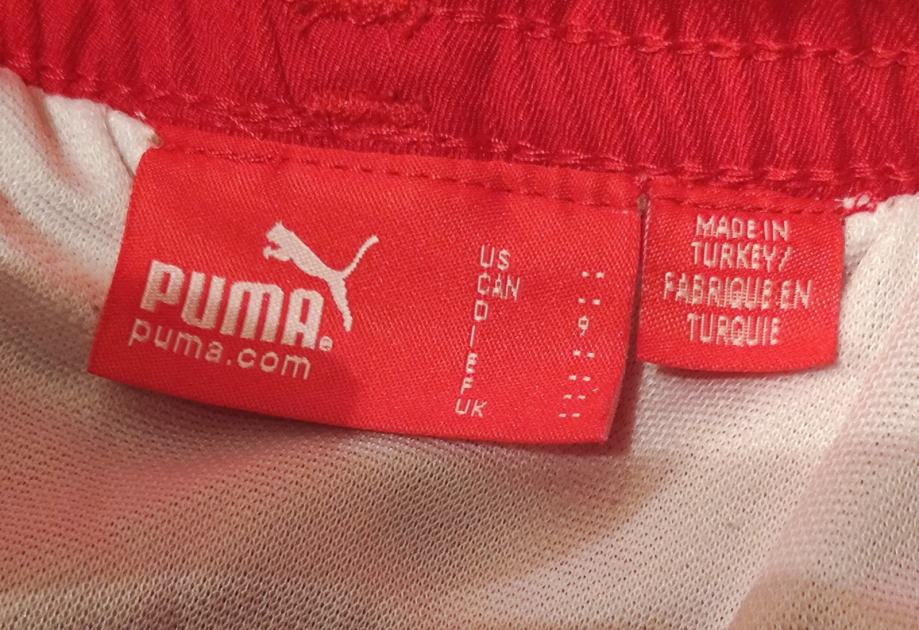 PUMA
puma.com
US
CAN
D
I
E
F
UK
MADE IN
TURKEY/
FABRIQUE EN
TURQUIE